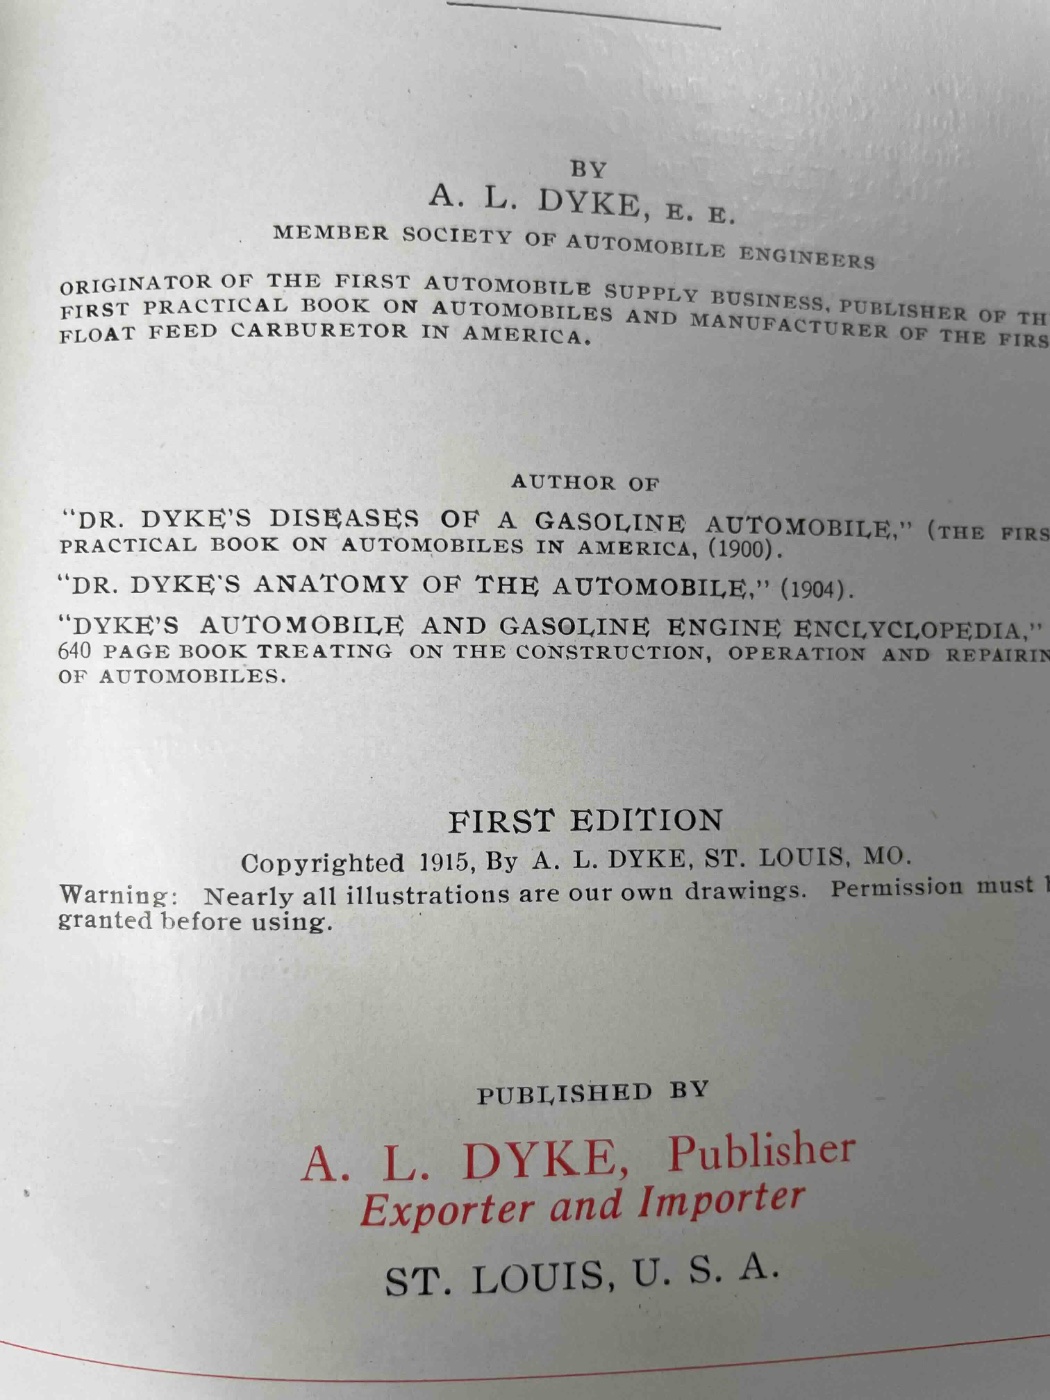 BY
A. L. DYKE, E. E.
MEMBER SOCIETY OF AUTOMOBILE ENGINEERS
ORIGINATOR OF THE FIRST AUTOMOBILE SUPPLY BUSINESS, PUBLISHER OF TH
FIRST PRACTICAL BOOK ON AUTOMOBILES AND MANUFACTURER OF THE FIRS
FLOAT FEED CARBURETOR IN AMERICA.
AUTHOR OF
“DR. DYKE’S DISEASES OF A GASOLINE AUTOMOBILE,” (THE FIRS
PRACTICAL BOOK ON AUTOMOBILES IN AMERICA, (1900).
“DR. DYKE’S ANATOMY OF THE AUTOMOBILE,” (1904).
“DYKE’S AUTOMOBILE AND GASOLINE ENGINE ENCLYCLOPEDIA,”
640 PAGE BOOK TREATING ON THE CONSTRUCTION, OPERATION AND REPAIRIN
OF AUTOMOBILES.
FIRST EDITION
Copyrighted 1915, By A. L. DYKE, ST. LOUIS, MO.
Warning: Nearly all illustrations are our own drawings. Permission must
granted before using.
PUBLISHED BY
A. L. DYKE, Publisher
Exporter and Importer
ST. LOUIS, U. S. A.